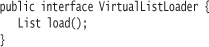 public interface VirtualListLoader {
   List load();
}